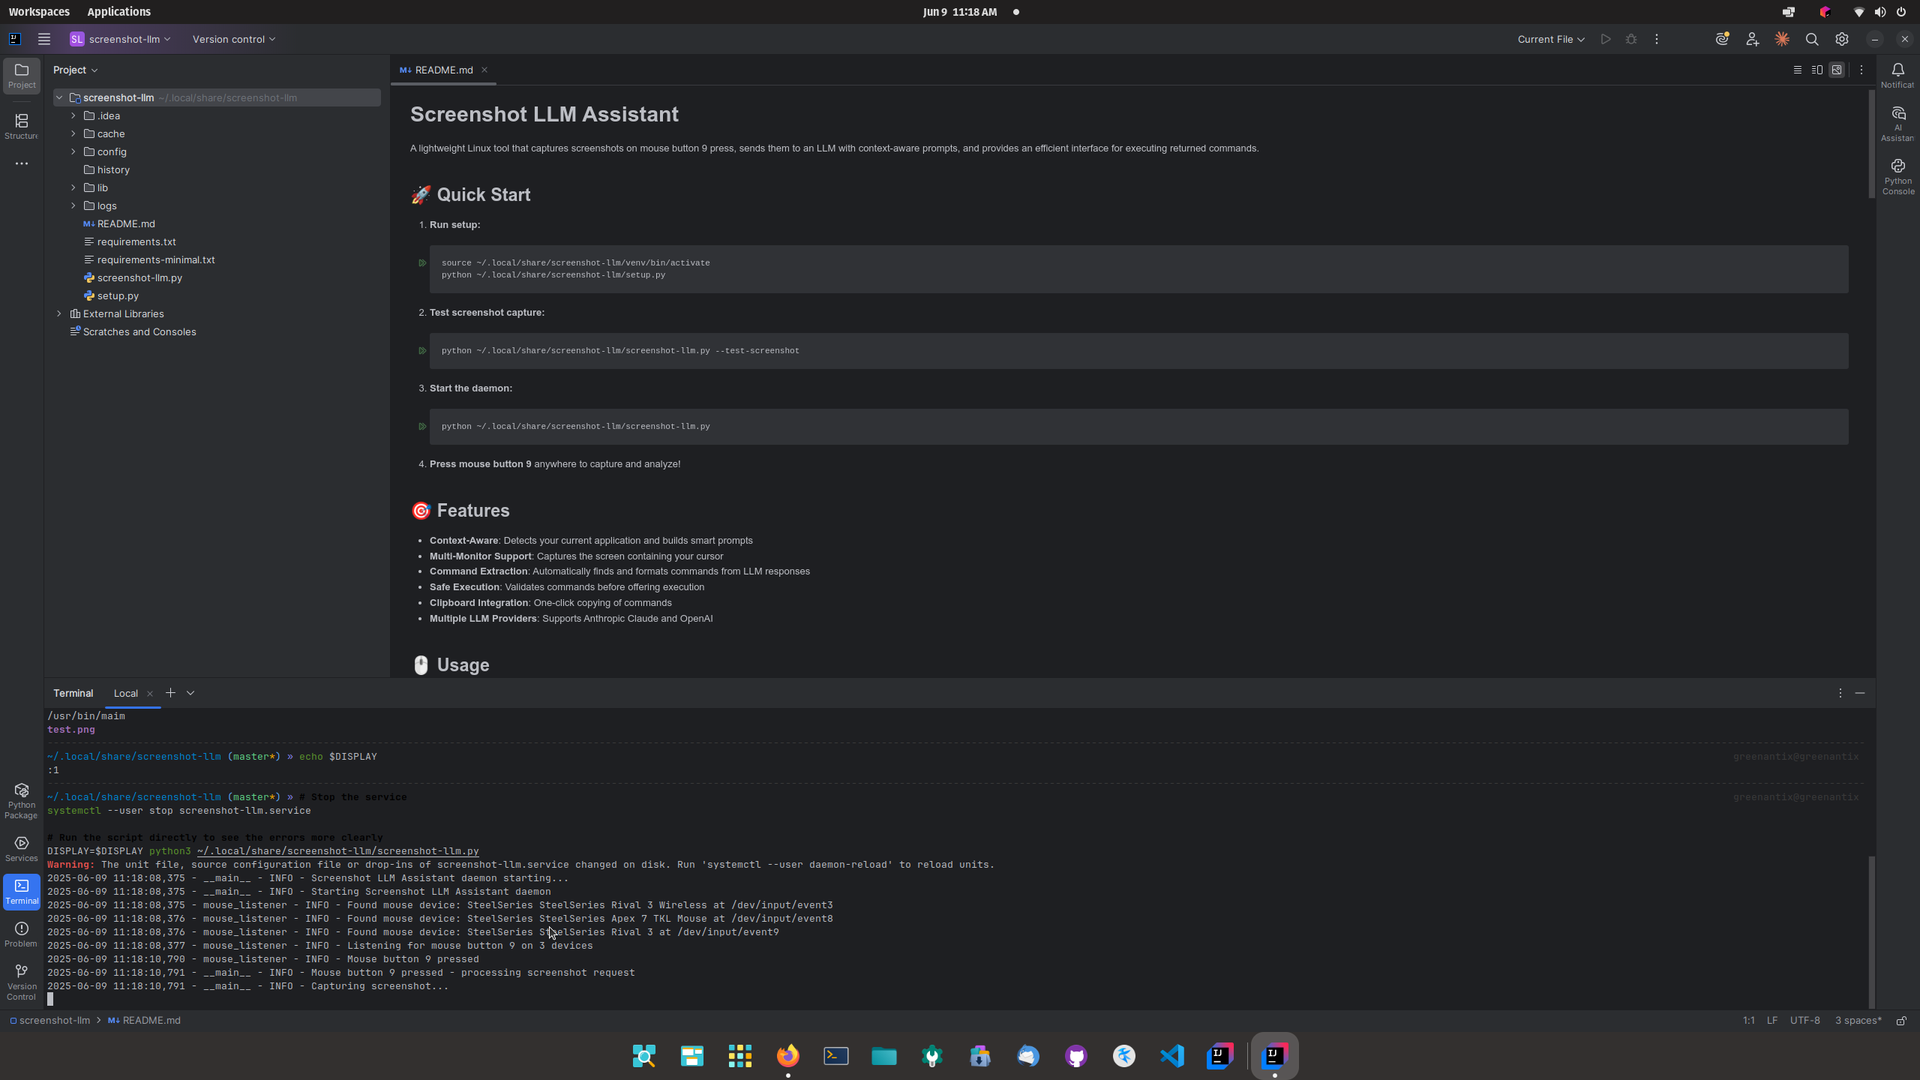 Workspaces Applications Jun 9 11:18 AM
SL screenshot-llm Version control Current File
Project
Project
README.md
Notificat
screenshot-llm ~/.local/share/screenshot-llm
.idea
cache
config
history
lib
logs
README.md
requirements.txt
requirements-minimal.txt
screenshot-llm.py
setup.py
External Libraries
Scratches and Consoles
Structure
AI
Assistan
Python
Console
Screenshot LLM Assistant
A lightweight Linux tool that captures screenshots on mouse button 9 press, sends them to an LLM with context-aware prompts, and provides an efficient interface for executing returned commands.
🚀 Quick Start
1. Run setup:
source ~/.local/share/screenshot-llm/venv/bin/activate
python ~/.local/share/screenshot-llm/setup.py
2. Test screenshot capture:
python ~/.local/share/screenshot-llm/screenshot-llm.py --test-screenshot
3. Start the daemon:
python ~/.local/share/screenshot-llm/screenshot-llm.py
4. Press mouse button 9 anywhere to capture and analyze!
🎯 Features
• Context-Aware: Detects your current application and builds smart prompts
• Multi-Monitor Support: Captures the screen containing your cursor
• Command Extraction: Automatically finds and formats commands from LLM responses
• Safe Execution: Validates commands before offering execution
• Clipboard Integration: One-click copying of commands
• Multiple LLM Providers: Supports Anthropic Claude and OpenAI
🖱️ Usage
Terminal Local
/usr/bin/maim
test.png
~/.local/share/screenshot-llm (master*) » echo $DISPLAY greenantix@greenantix
:1
~/.local/share/screenshot-llm (master*) » # Stop the service greenantix@greenantix
systemctl --user stop screenshot-llm.service
# Run the script directly to see the errors more clearly
DISPLAY=$DISPLAY python3 ~/.local/share/screenshot-llm/screenshot-llm.py
Warning: The unit file, source configuration file or drop-ins of screenshot-llm.service changed on disk. Run 'systemctl --user daemon-reload' to reload units.
2025-06-09 11:18:08,375 - __main__ - INFO - Screenshot LLM Assistant daemon starting...
2025-06-09 11:18:08,375 - __main__ - INFO - Starting Screenshot LLM Assistant daemon
2025-06-09 11:18:08,375 - mouse_listener - INFO - Found mouse device: SteelSeries SteelSeries Rival 3 Wireless at /dev/input/event3
2025-06-09 11:18:08,376 - mouse_listener - INFO - Found mouse device: SteelSeries SteelSeries Apex 7 TKL Mouse at /dev/input/event8
2025-06-09 11:18:08,376 - mouse_listener - INFO - Found mouse device: SteelSeries SteelSeries Rival 3 at /dev/input/event9
2025-06-09 11:18:08,377 - mouse_listener - INFO - Listening for mouse button 9 on 3 devices
2025-06-09 11:18:10,790 - mouse_listener - INFO - Mouse button 9 pressed
2025-06-09 11:18:10,791 - __main__ - INFO - Mouse button 9 pressed - processing screenshot request
2025-06-09 11:18:10,791 - __main__ - INFO - Capturing screenshot...
Python
Package
Services
Terminal
Problem
Version
Control
screenshot-llm > README.md 1:1 LF UTF-8 3 spaces*